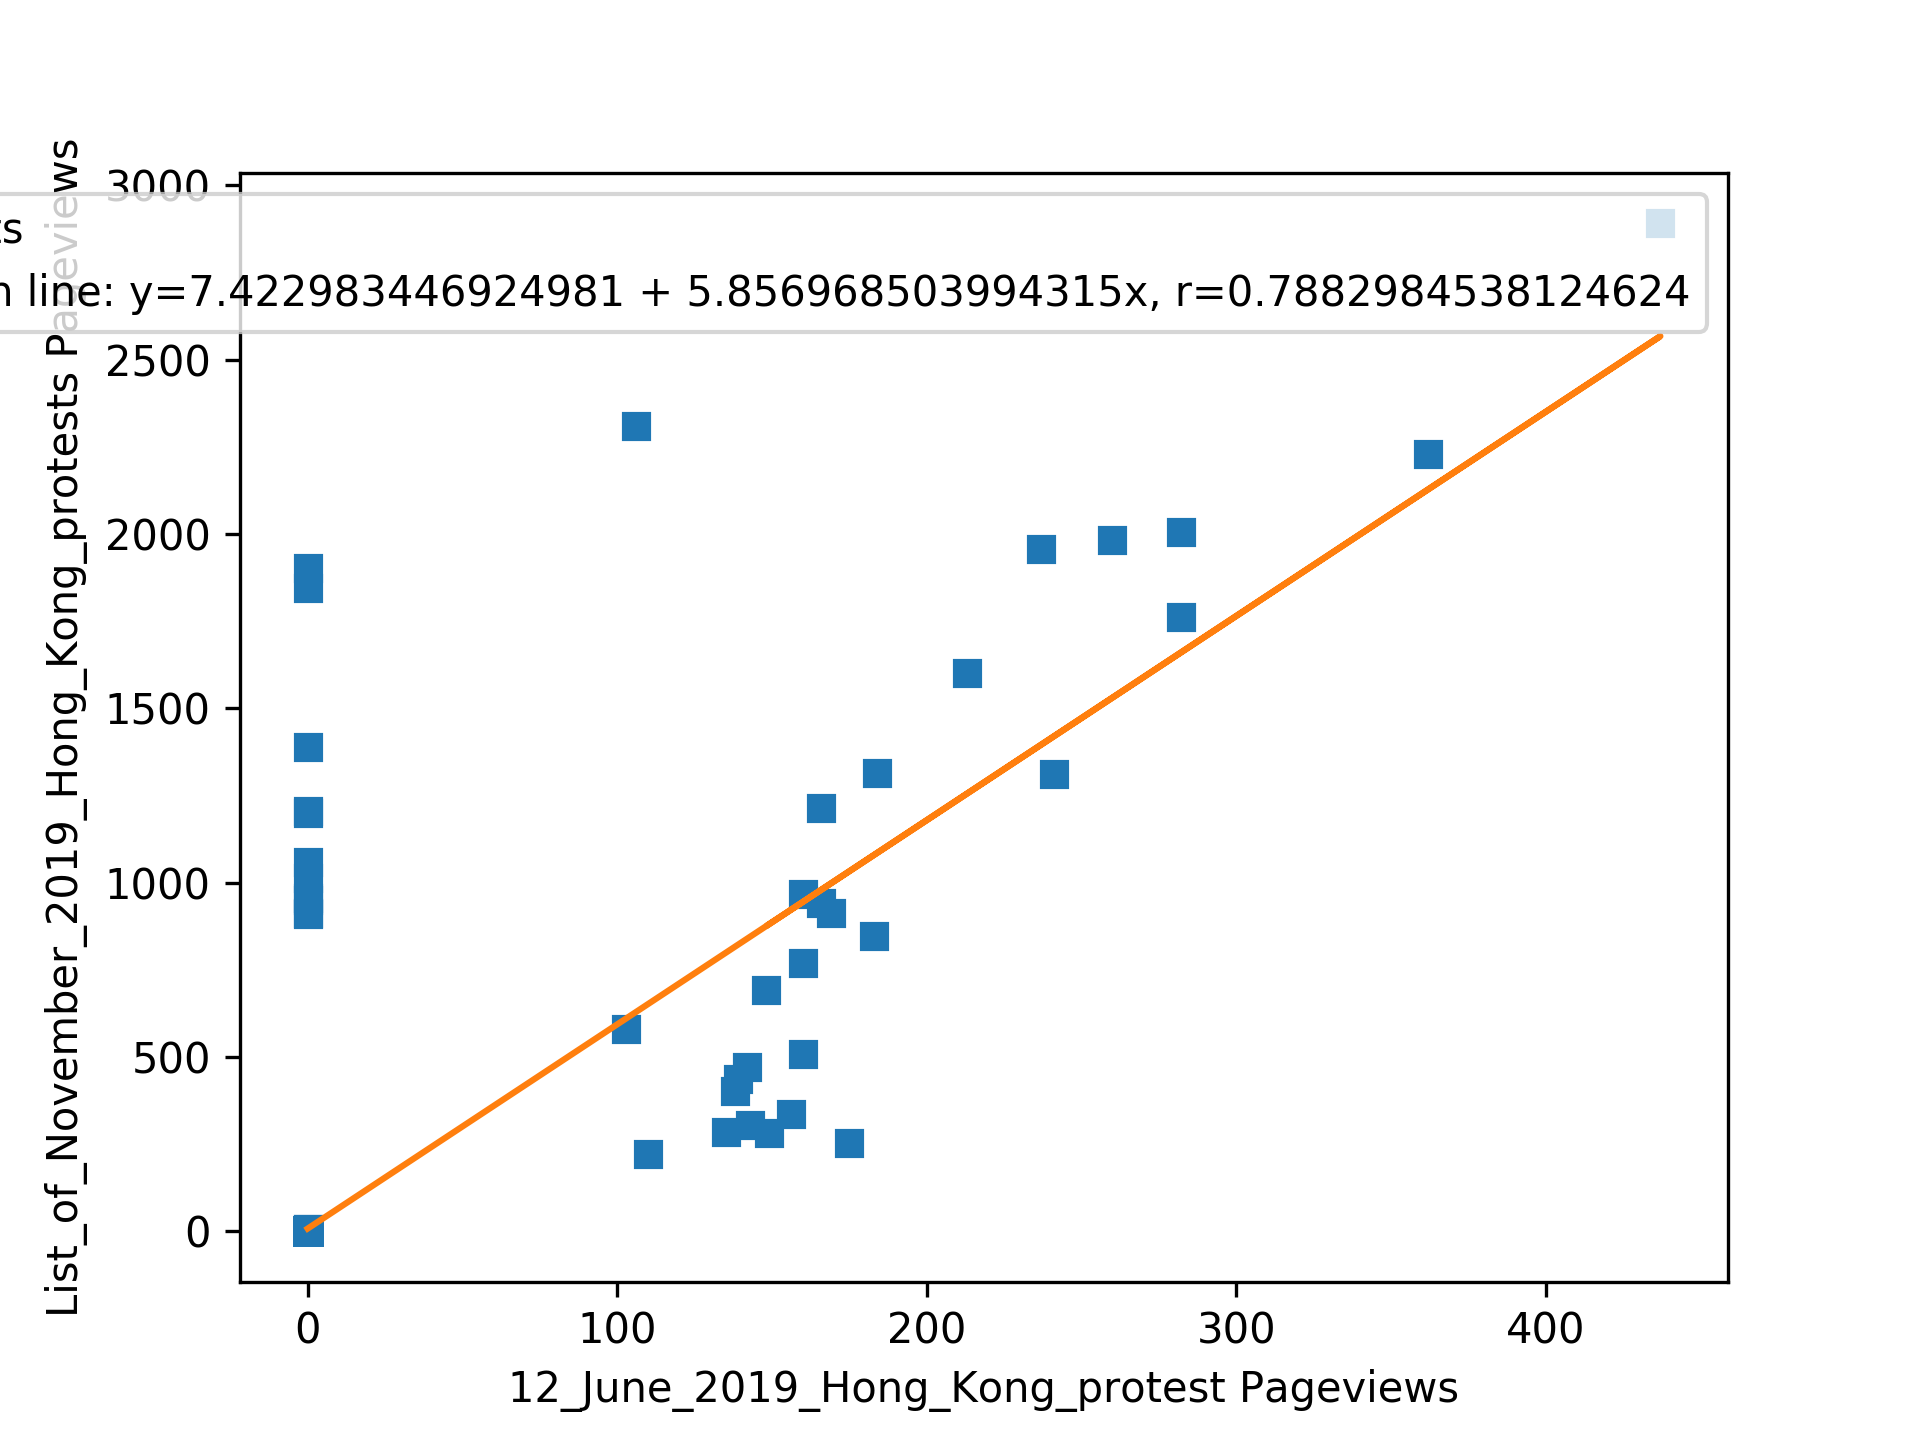 3000
ts
n line: y=7.422983446924981 + 5.856968503994315x, r=0.7882984538124624
2500
2000
1500
1000
500
0
0 100 200 300 400
12_June_2019_Hong_Kong_protest Pageviews
List_of_November_2019_Hong_Kong_protests Pageviews